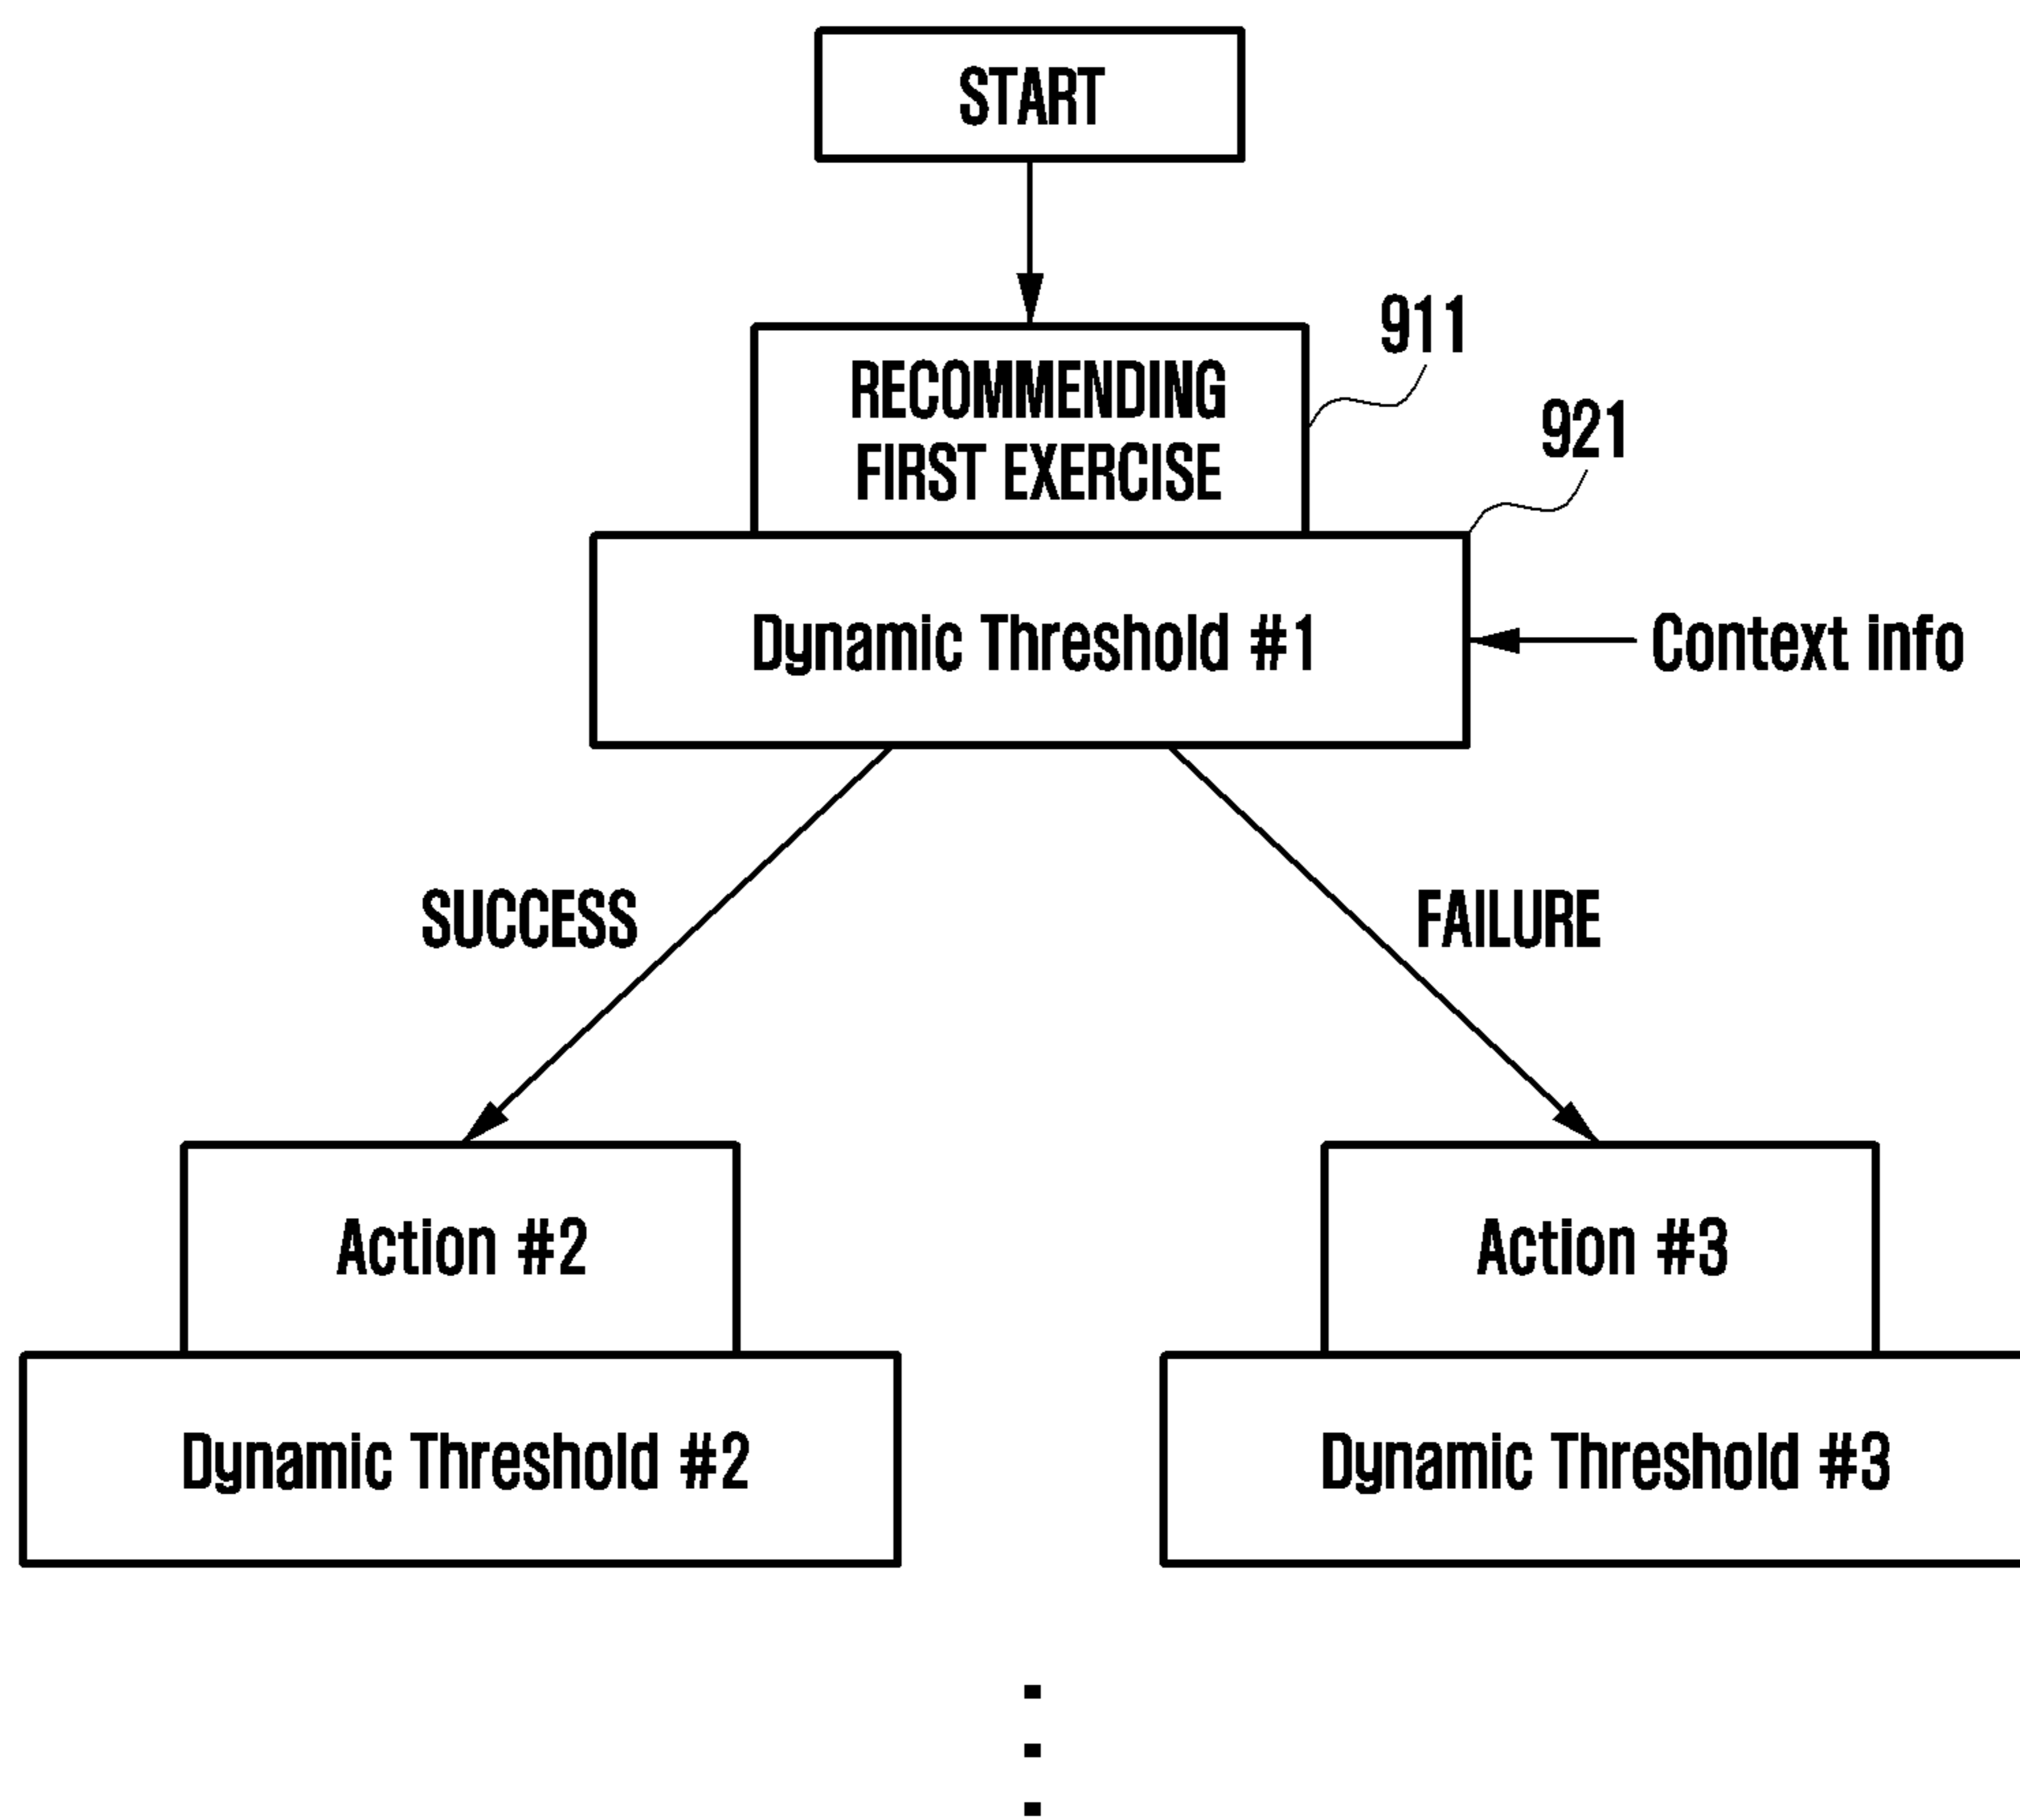 START
911
RECOMMENDING
FIRST EXERCISE
921
Dynamic Threshold #1
Context info
SUCCESS
FAILURE
Action #2
Action #3
Dynamic Threshold #2
Dynamic Threshold #3